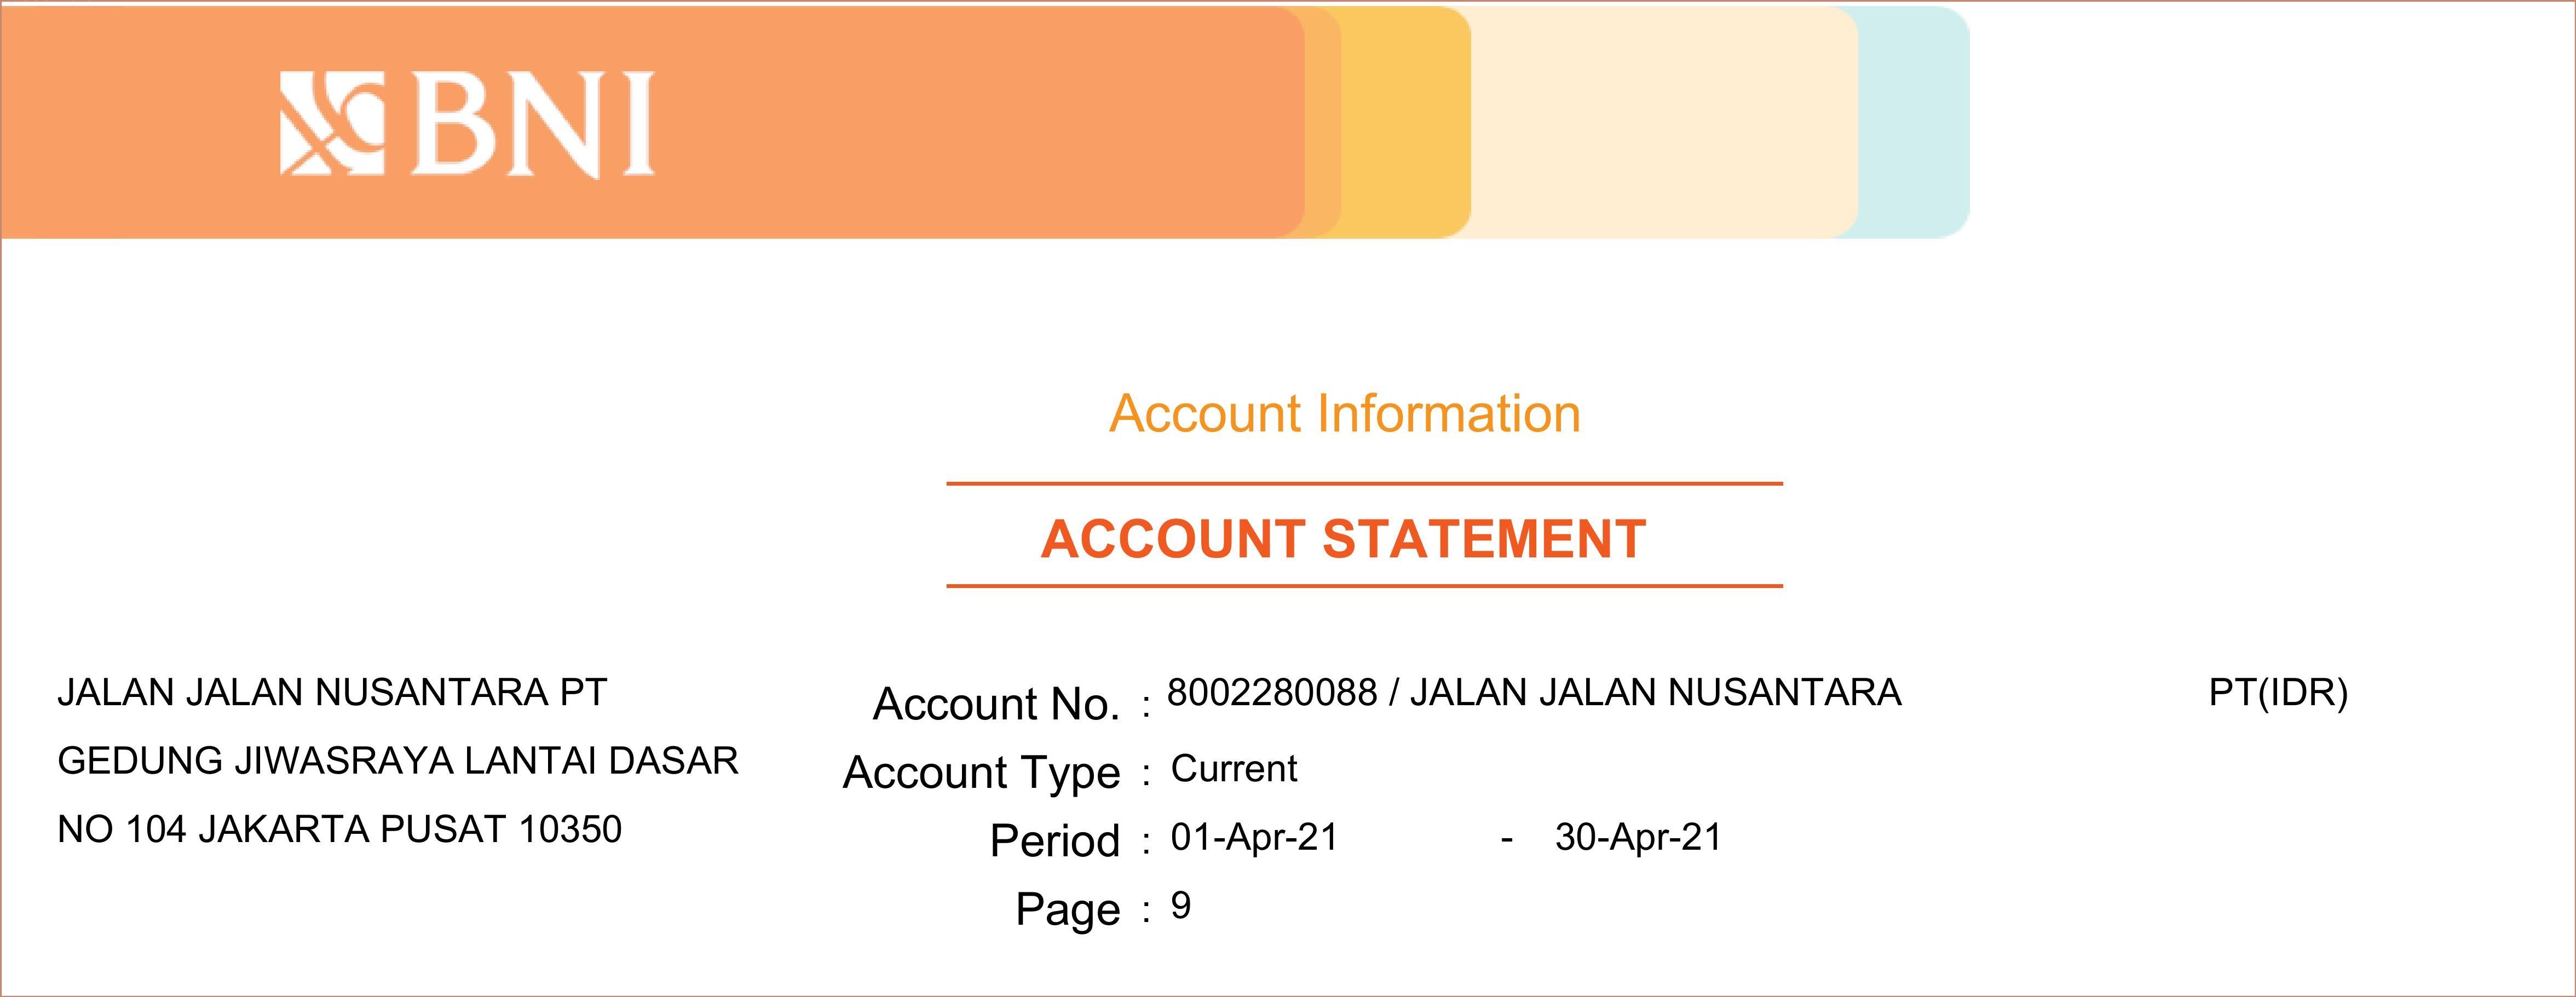 BNI
Account Information
ACCOUNT STATEMENT
JALAN JALAN NUSANTARA PT
GEDUNG JIWASRAYA LANTAI DASAR
NO 104 JAKARTA PUSAT 10350
Account No. : 8002280088 / JALAN JALAN NUSANTARA PT(IDR)
Account Type : Current
Period : 01-Apr-21 - 30-Apr-21
Page : 9